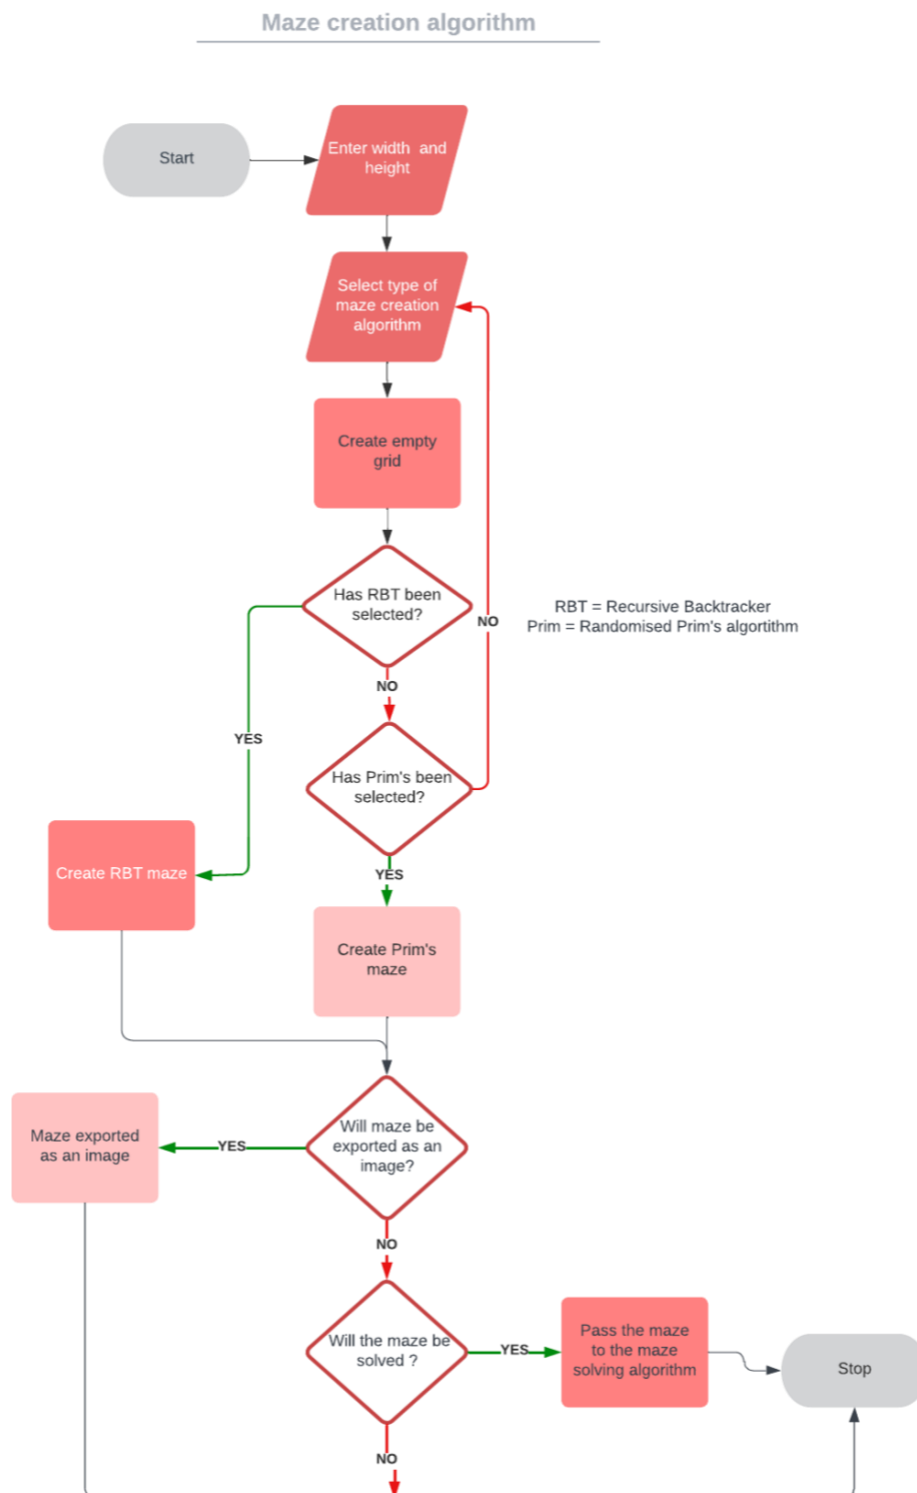 Maze creation algorithm
Start
Enter width and
height
Select type of
maze creation
algorithm
Create empty
grid
Has RBT been
selected?
NO
RBT = Recursive Backtracker
Prim = Randomised Prim's algortithm
NO
YES
Has Prim's been
selected?
YES
Create RBT maze
Create Prim's
maze
Will maze be
exported as an
image?
YES
Maze exported
as an image
NO
Will the maze be
solved ?
YES
Pass the maze
to the maze
solving algorithm
Stop
NO